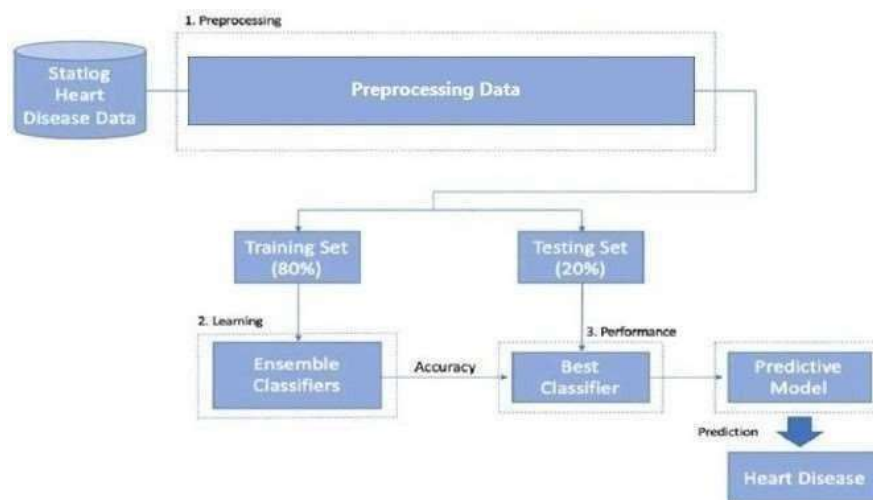 1. Preprocessing
Statlog
Heart
Disease Data
Preprocessing Data
Training Set
(80%)
Testing Set
(20%)
2. Learning
3. Performance
Ensemble
Classifiers
Accuracy
Best
Classifier
Predictive
Model
Prediction
Heart Disease